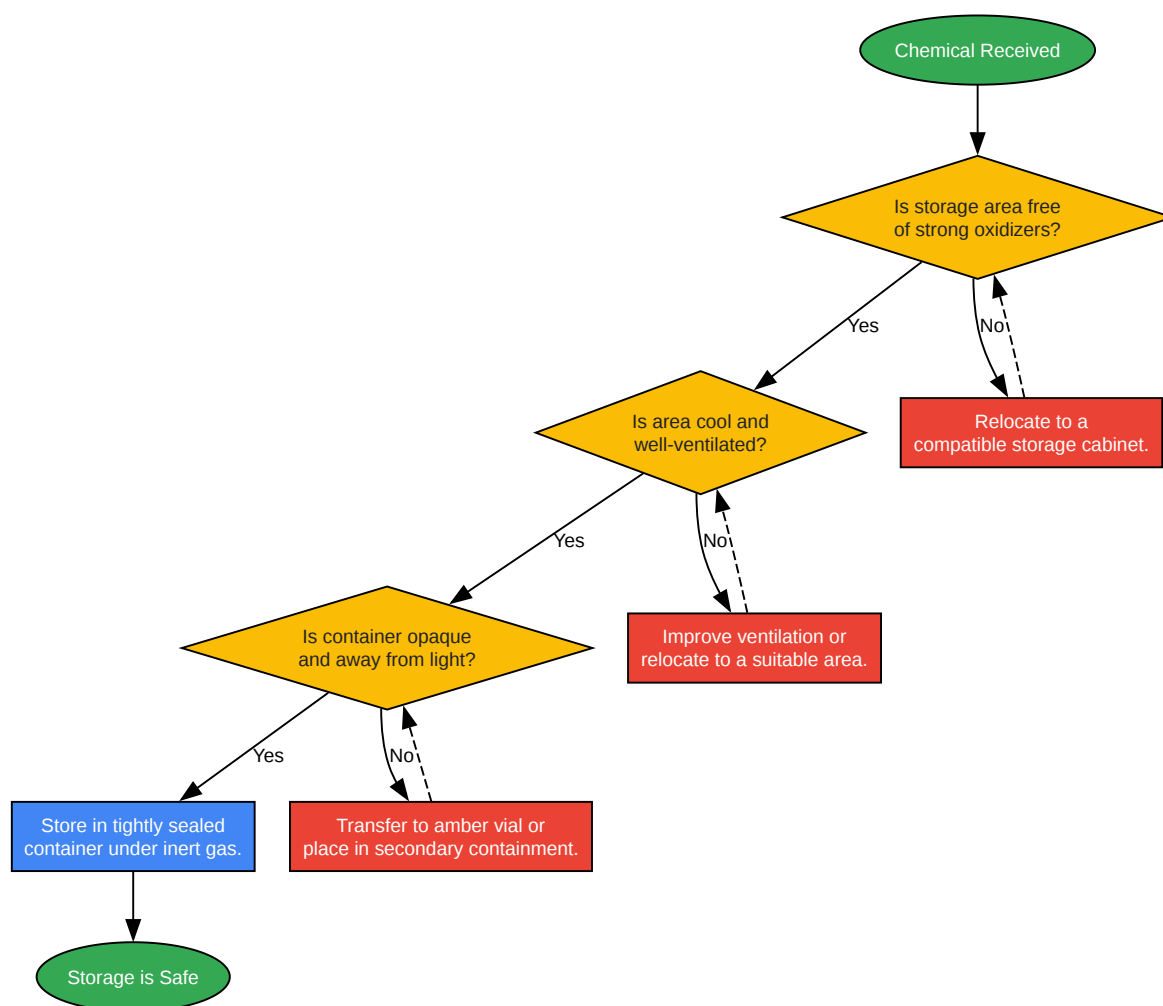 Chemical Received
Is storage area free
of strong oxidizers?
Yes
No
Relocate to a
compatible storage cabinet.
Is area cool and
well-ventilated?
Yes
No
Improve ventilation or
relocate to a suitable area.
Is container opaque
and away from light?
Yes
No
Store in tightly sealed
container under inert gas.
Transfer to amber vial or
place in secondary containment.
Storage is Safe